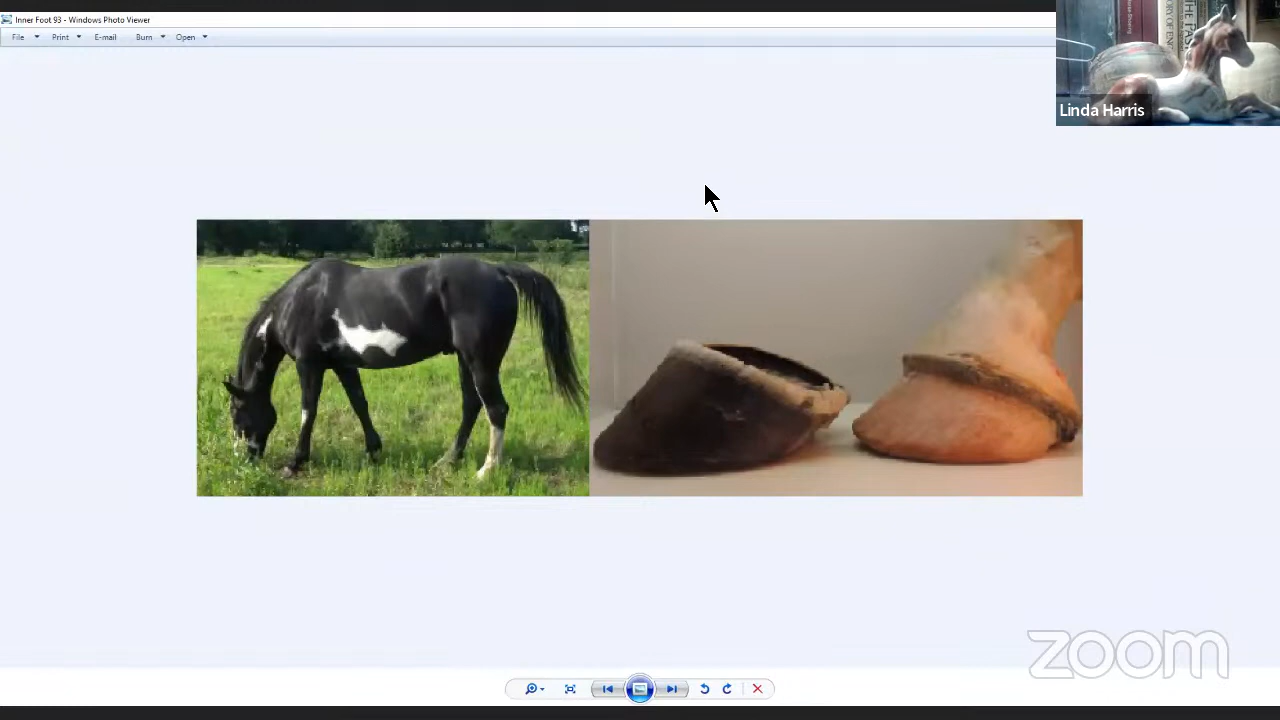 Inner Foot 93 - Windows Photo Viewer
File Print E-mail Burn Open
Linda Harris
zoom